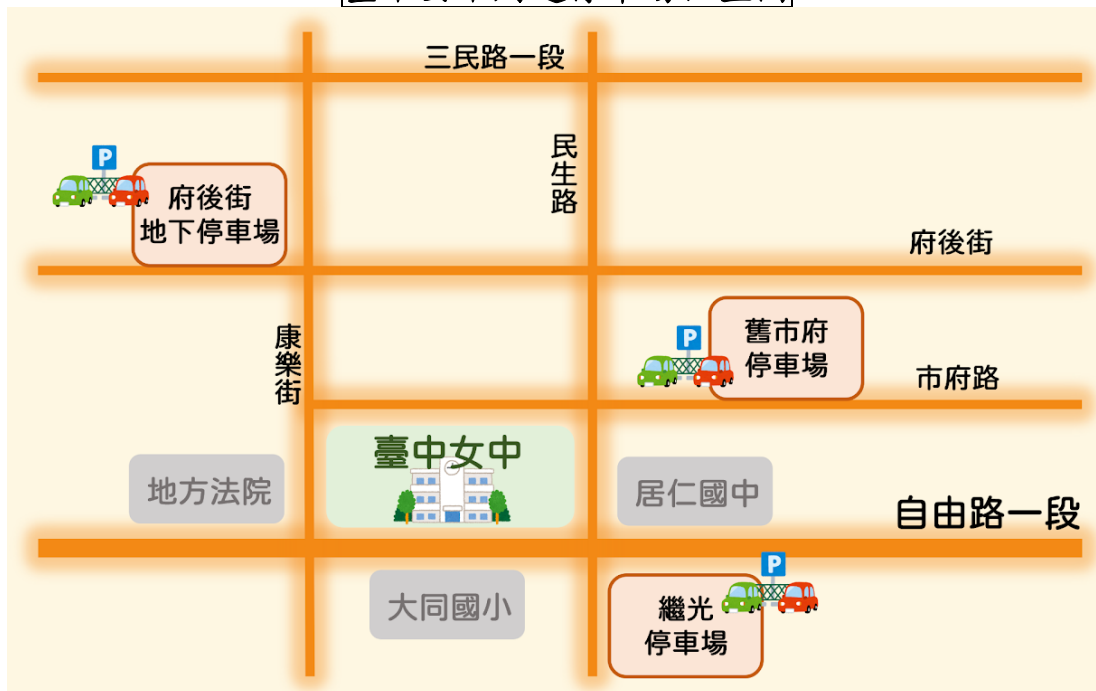 三民路一段
民生路
P
府後街
地下停車場
府後街
康樂街
P
舊市府
停車場
市府路
臺中女中
地方法院
居仁國中
自由路一段
P
大同國小
繼光
停車場